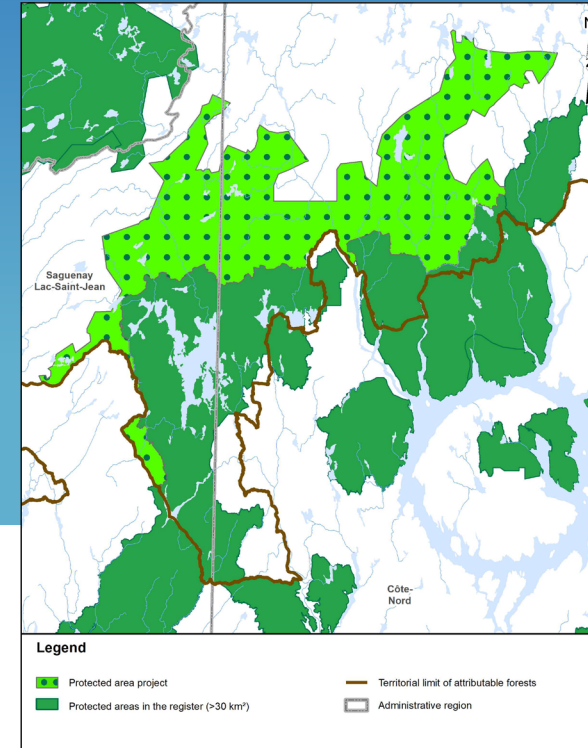 N
Saguenay
Lac-Saint-Jean
Côte-
Nord
Legend
Protected area project
Territorial limit of attributable forests
Protected areas in the register (>30 km²)
Administrative region